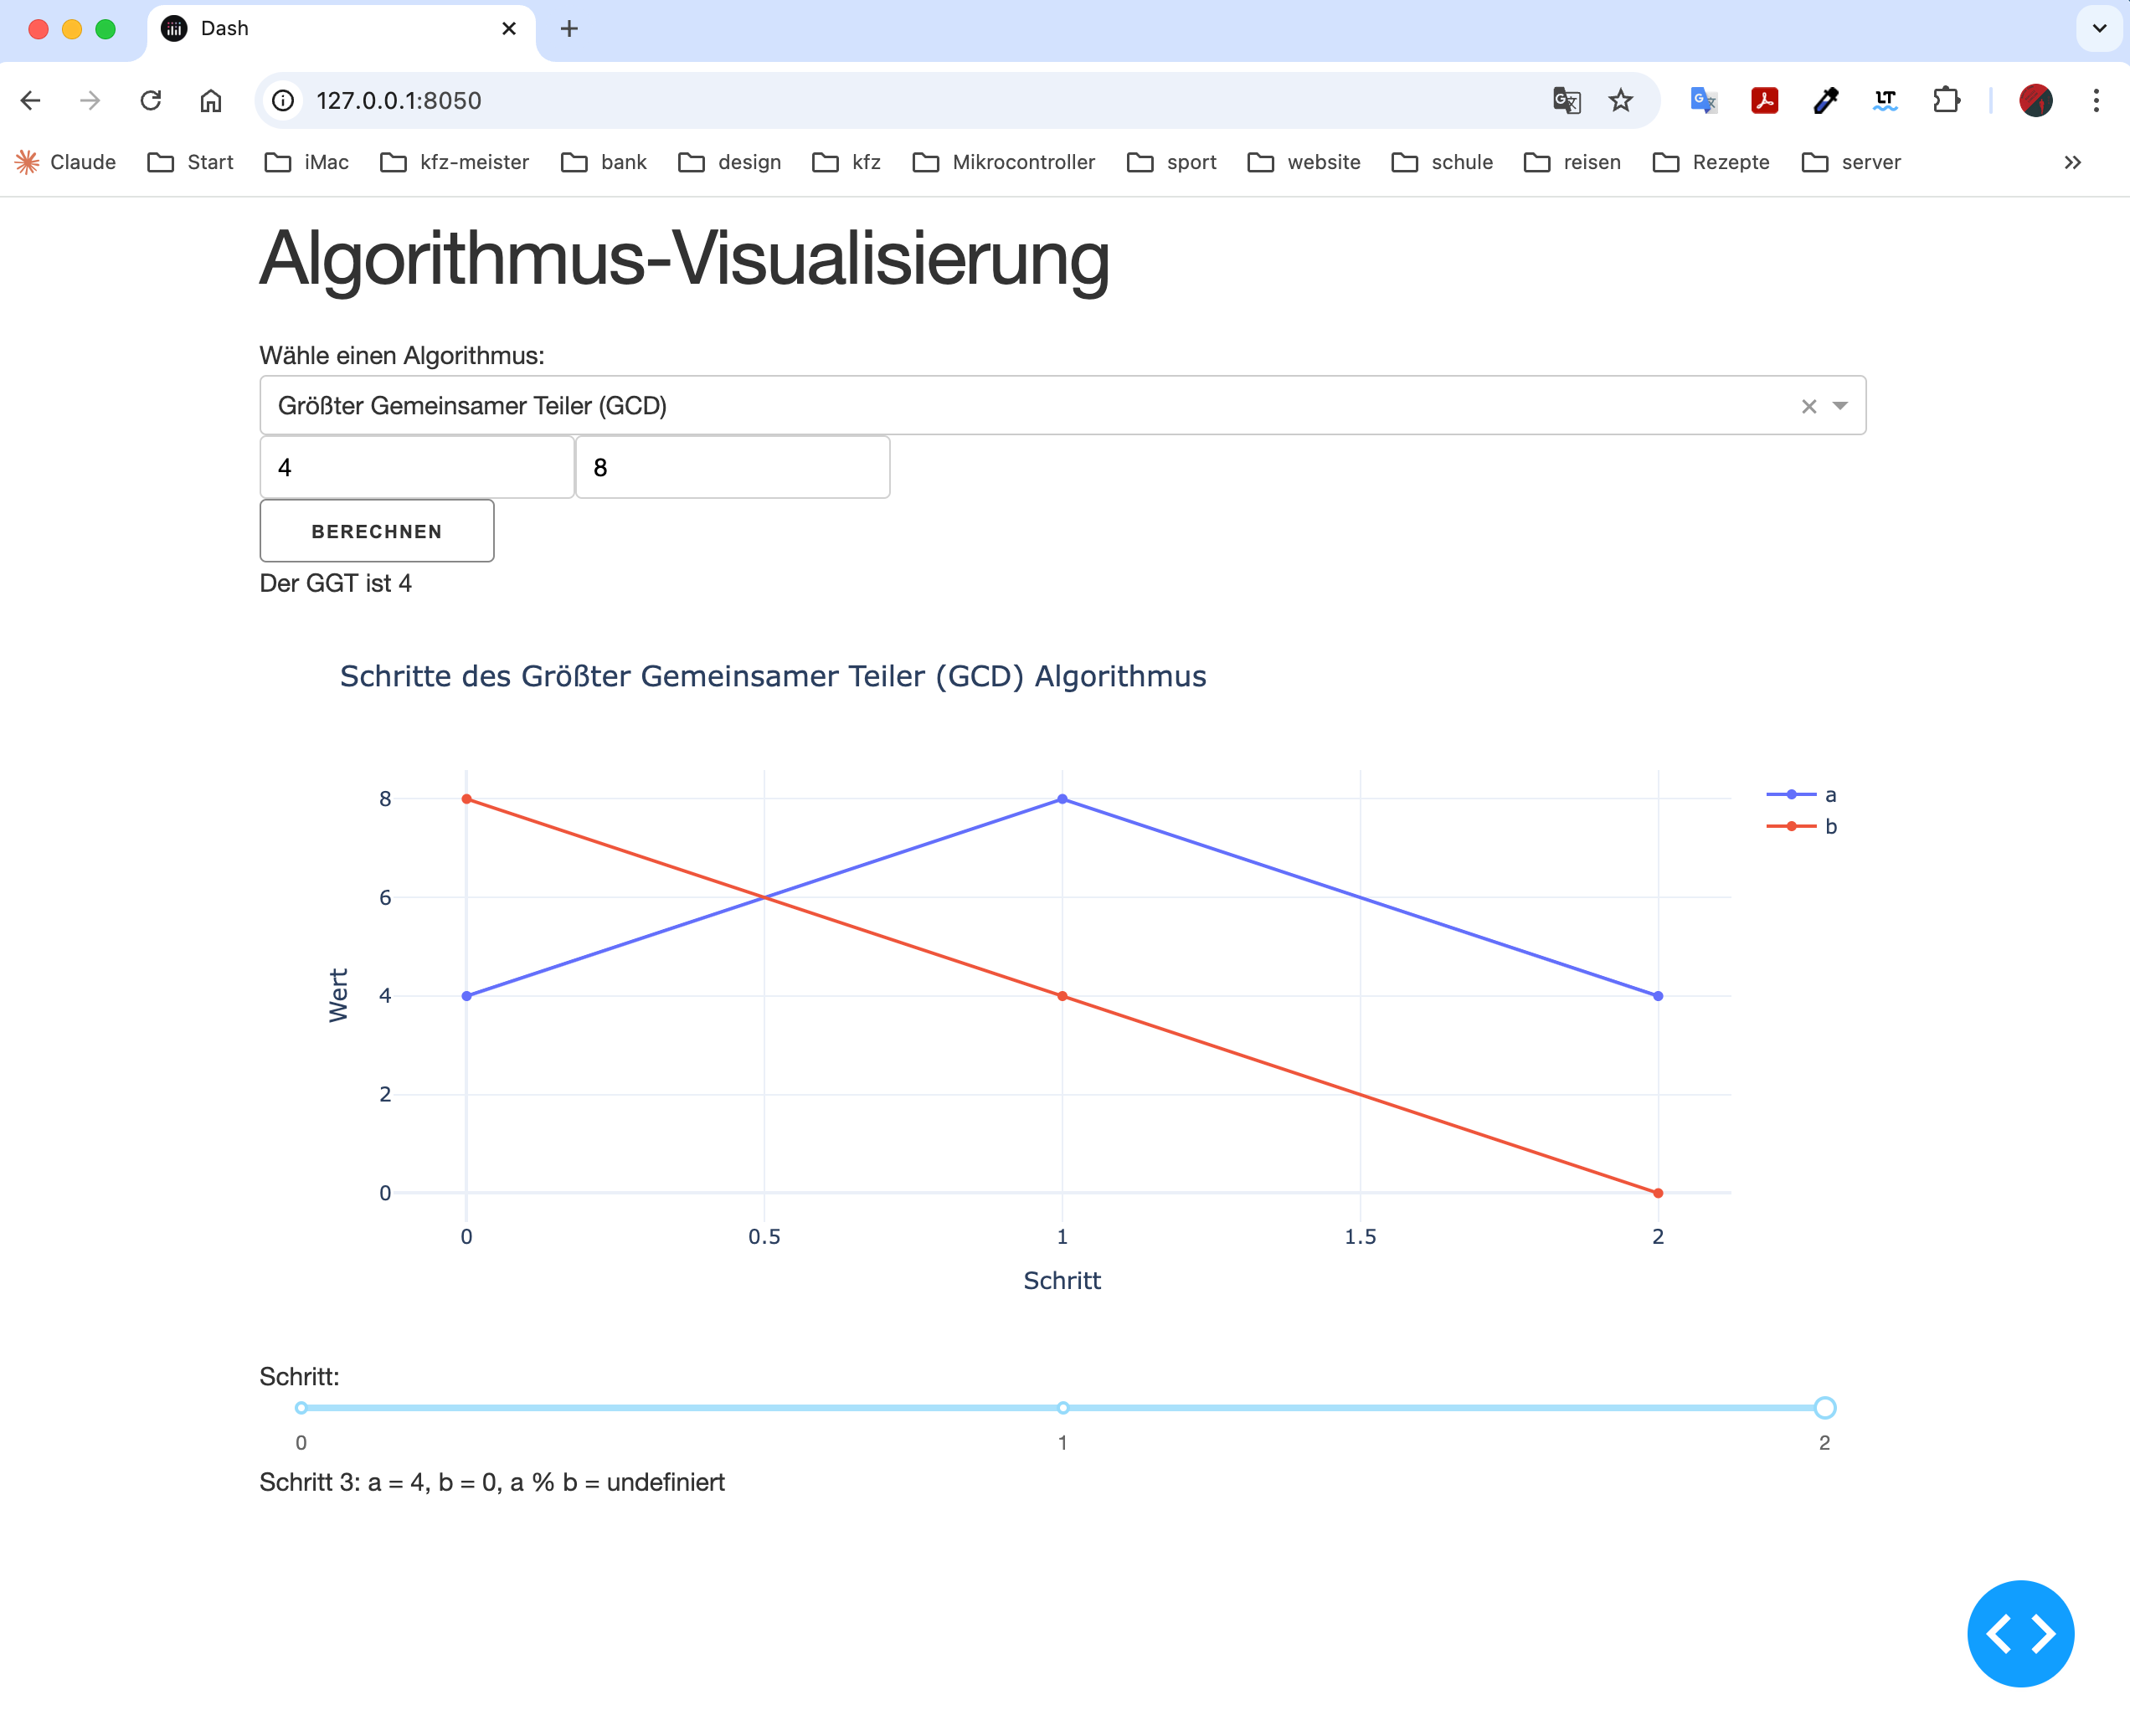 Dash
127.0.0.1:8050
Claude Start iMac kfz-meister bank design kfz Mikrocontroller sport website schule reisen Rezepte server
Algorithmus-Visualisierung
Wähle einen Algorithmus:
Größter Gemeinsamer Teiler (GCD)
4 8
BERECHNEN
Der GGT ist 4
Schritte des Größter Gemeinsamer Teiler (GCD) Algorithmus
8
6
4
2
0
Wert
a
b
0 0.5 1 1.5 2
Schritt
Schritt:
0 1 2
Schritt 3: a = 4, b = 0, a % b = undefiniert